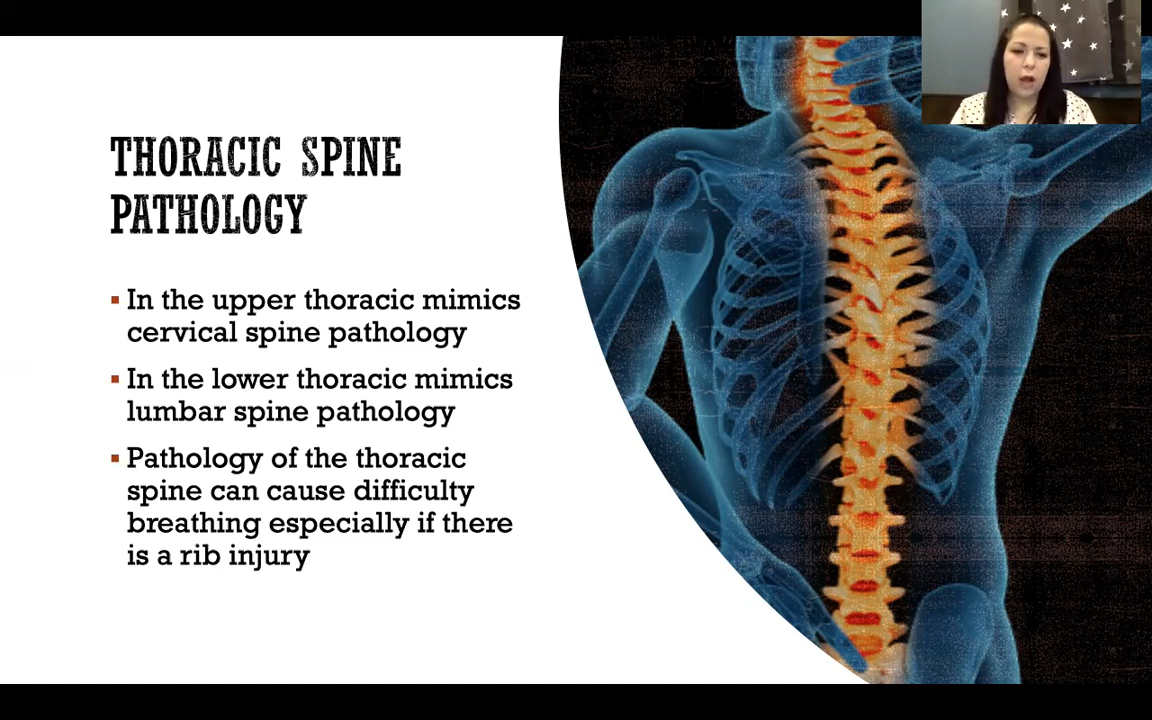 THORACIC SPINE
PATHOLOGY
▪ In the upper thoracic mimics
cervical spine pathology
▪ In the lower thoracic mimics
lumbar spine pathology
▪ Pathology of the thoracic
spine can cause difficulty
breathing especially if there
is a rib injury